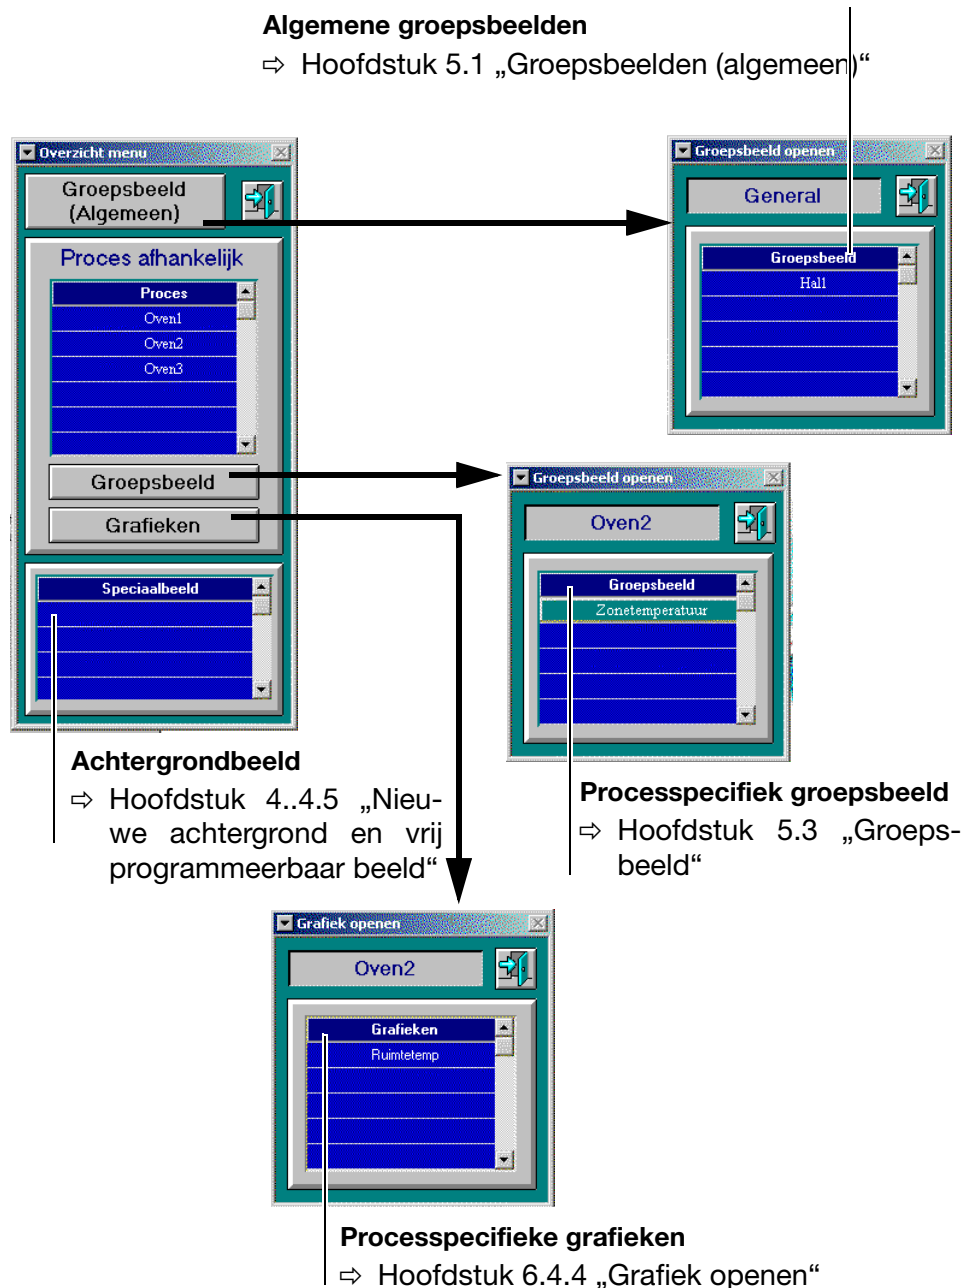 Algemene groepsbeelden
⇨ Hoofdstuk 5.1 „Groepsbeelden (algemeen)“
Overzicht menu
Groepsbeeld
(Algemeen)
Proces afhankelijk
Proces
Oven1
Oven2
Oven3
Groepsbeeld
Grafieken
Speciaalbeeld
Groepsbeeld openen
General
Groepsbeeld
Hall
Groepsbeeld openen
Oven2
Groepsbeeld
Zonetemperatuur
Achtergrondbeeld
⇨ Hoofdstuk 4..4.5 „Nieu-
we achtergrond en vrij
programmeerbaar beeld“
Processpecifiek groepsbeeld
⇨ Hoofdstuk 5.3 „Groeps-
beeld“
Grafiek openen
Oven2
Grafieken
Ruimtetemp
Processpecifieke grafieken
⇨ Hoofdstuk 6.4.4 „Grafiek openen“